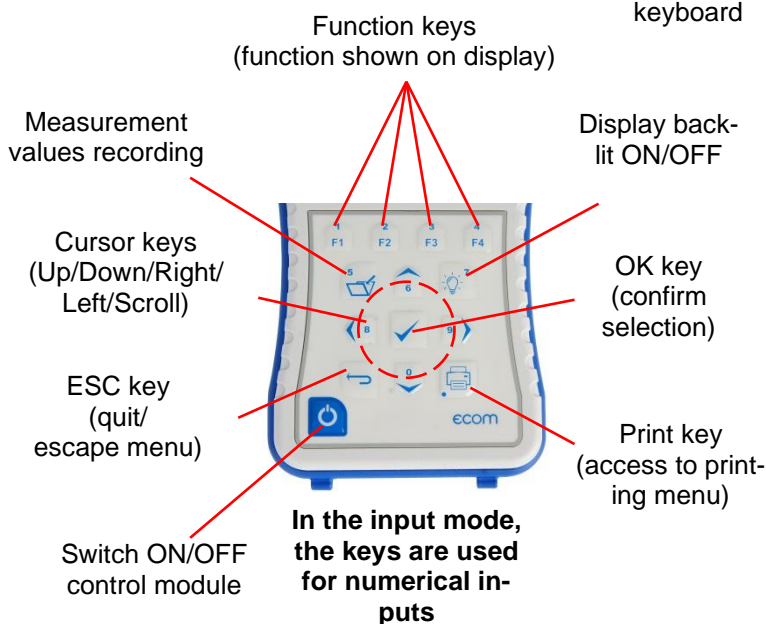 keyboard
Function keys
(function shown on display)
Measurement
values recording
Display back-
lit ON/OFF
1 2 3 4
F1 F2 F3 F4
5 7
6
Cursor keys
(Up/Down/Right/
Left/Scroll)
OK key
(confirm
selection)
8 9
0
ESC key
(quit/
escape menu)
ecom
Print key
(access to print-
ing menu)
In the input mode,
the keys are used
for numerical in-
puts
Switch ON/OFF
control module